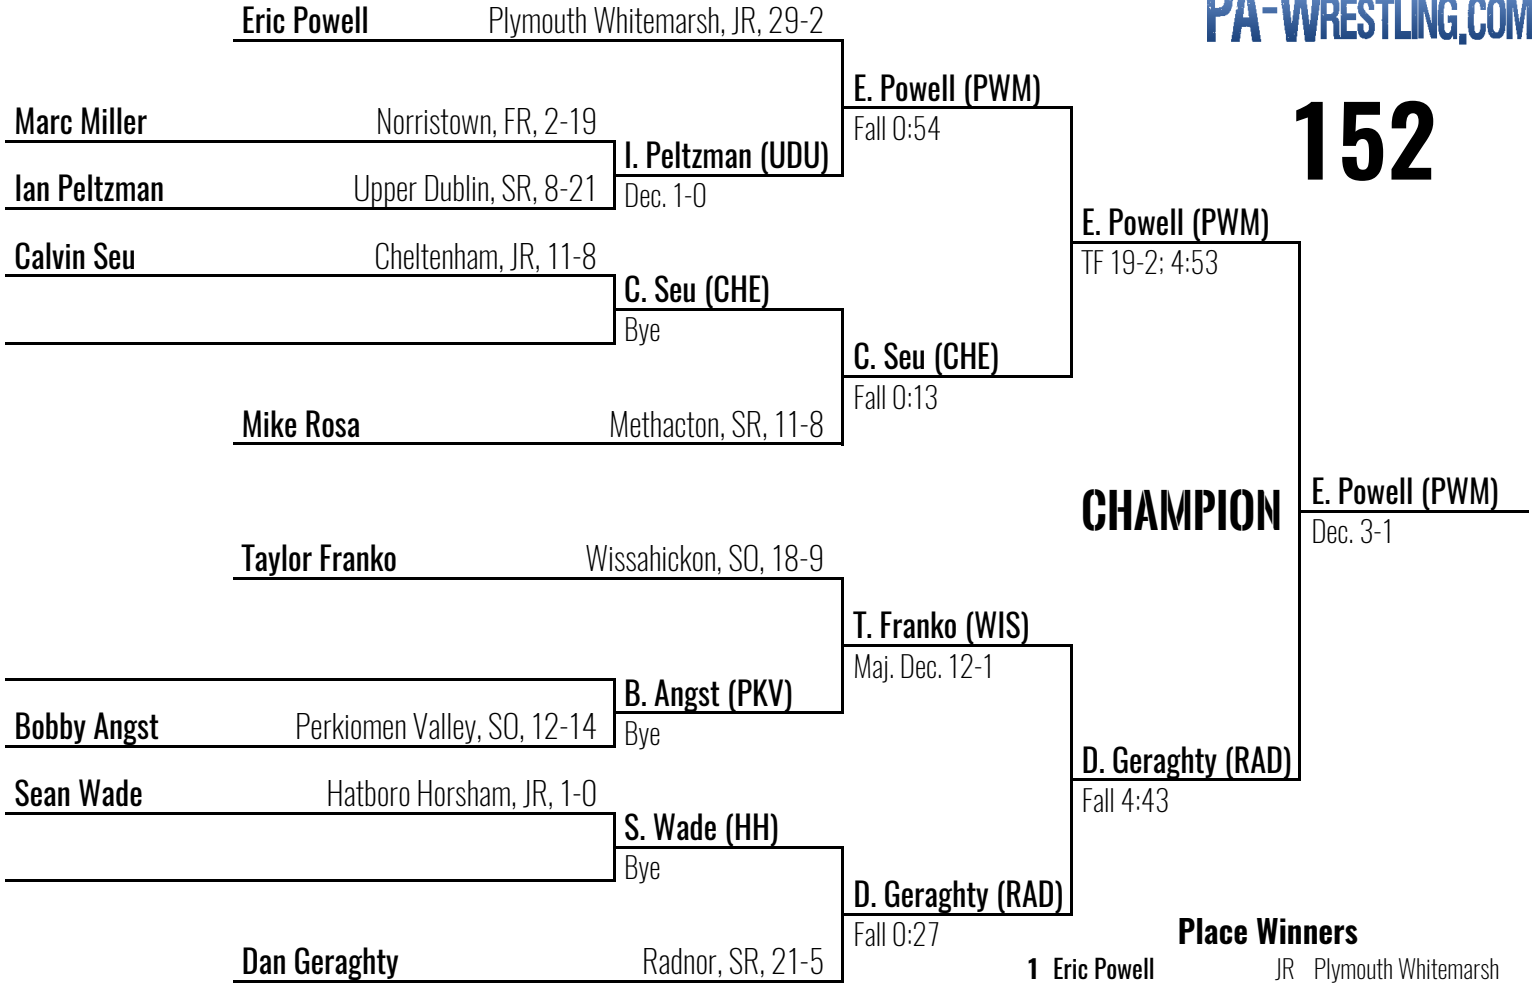 PA-WRESTLING.COM
152
Eric Powell Plymouth Whitemarsh, JR, 29-2
E. Powell (PWM)
Fall 0:54
Marc Miller Norristown, FR, 2-19
I. Peltzman (UDU)
Dec. 1-0
Ian Peltzman Upper Dublin, SR, 8-21
E. Powell (PWM)
TF 19-2; 4:53
Calvin Seu Cheltenham, JR, 11-8
C. Seu (CHE)
Bye
C. Seu (CHE)
Fall 0:13
Mike Rosa Methacton, SR, 11-8
CHAMPION
E. Powell (PWM)
Dec. 3-1
Taylor Franko Wissahickon, SO, 18-9
T. Franko (WIS)
Maj. Dec. 12-1
B. Angst (PKV)
Bye
Bobby Angst Perkiomen Valley, SO, 12-14
D. Geraghty (RAD)
Fall 4:43
Sean Wade Hatboro Horsham, JR, 1-0
S. Wade (HH)
Bye
D. Geraghty (RAD)
Fall 0:27
Dan Geraghty Radnor, SR, 21-5
Place Winners
1 Eric Powell JR Plymouth Whitemarsh